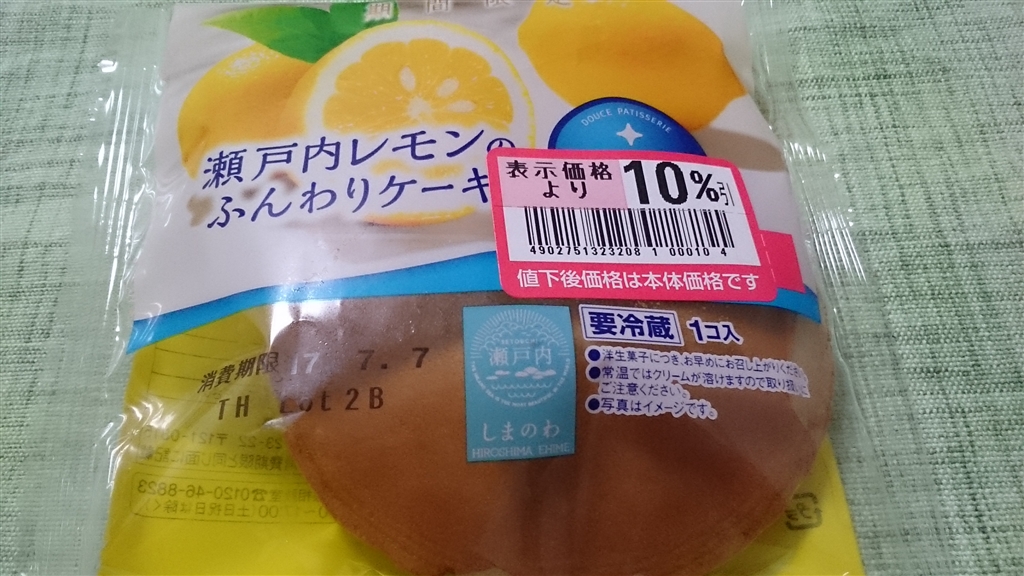 期間限定
DOUCE PATISSERIE
瀬戸内レモンの
ふんわりケーキ
表示価格
より
10%引
4902751323208 1 00010 4
値下後価格は本体価格です
要冷蔵 1コ入
●洋生菓子につき、お早めにお召し上がりくだ
●常温ではクリームが溶けますので取り扱い
ご注意ください。
●写真はイメージです。
消費期限 17. 7. 7
TH Lot2B
瀬戸内
しまのわ
HIROSHIMA EHIME